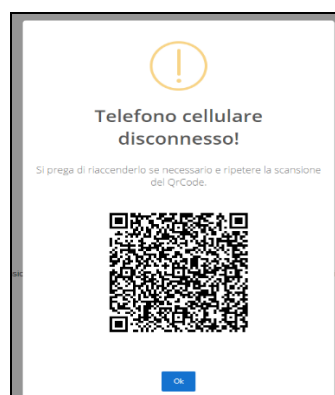 Telefono cellulare
disconnesso!
Si prega di riaccenderlo se necessario e ripetere la scansione
del QrCode.
Ok